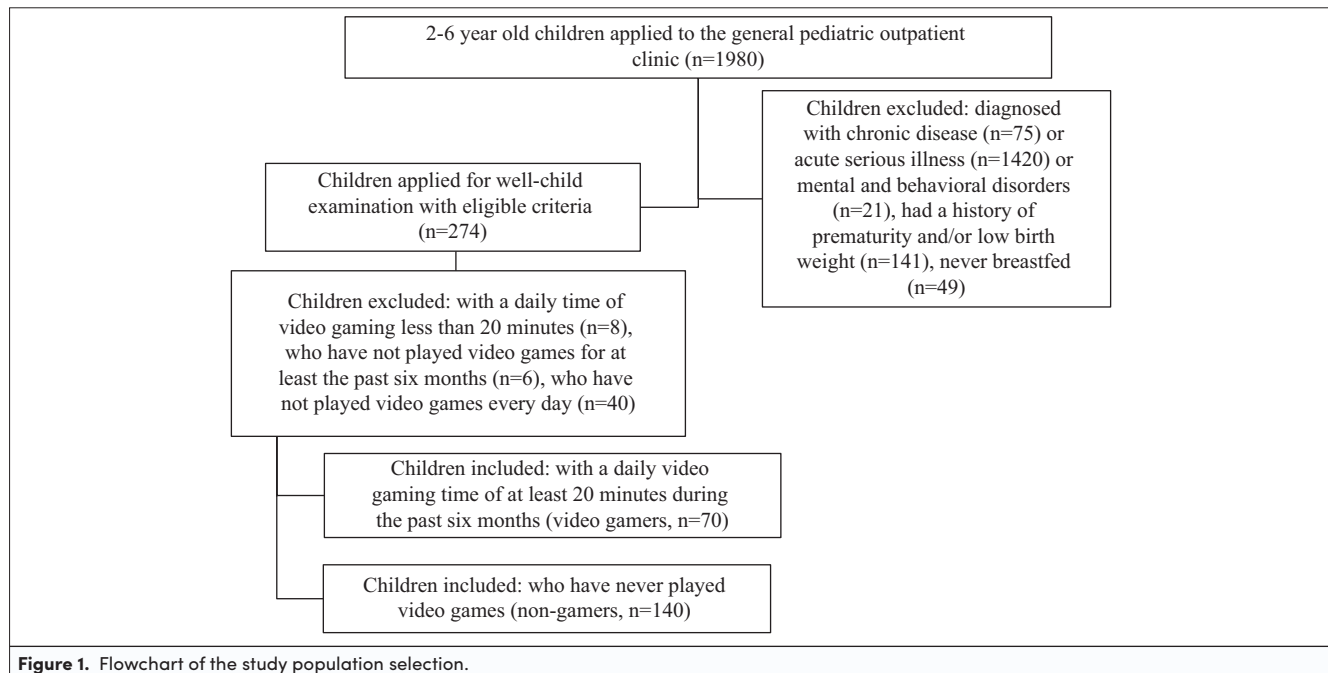 2-6 year old children applied to the general pediatric outpatient
clinic (n=1980)
Children excluded: diagnosed
with chronic disease (n=75) or
acute serious illness (n=1420) or
mental and behavioral disorders
(n=21), had a history of
prematurity and/or low birth
weight (n=141), never breastfed
(n=49)
Children applied for well-child
examination with eligible criteria
(n=274)
Children excluded: with a daily time of
video gaming less than 20 minutes (n=8),
who have not played video games for at
least the past six months (n=6), who have
not played video games every day (n=40)
Children included: with a daily video
gaming time of at least 20 minutes during
the past six months (video gamers, n=70)
Children included: who have never played
video games (non-gamers, n=140)
Figure 1. Flowchart of the study population selection.